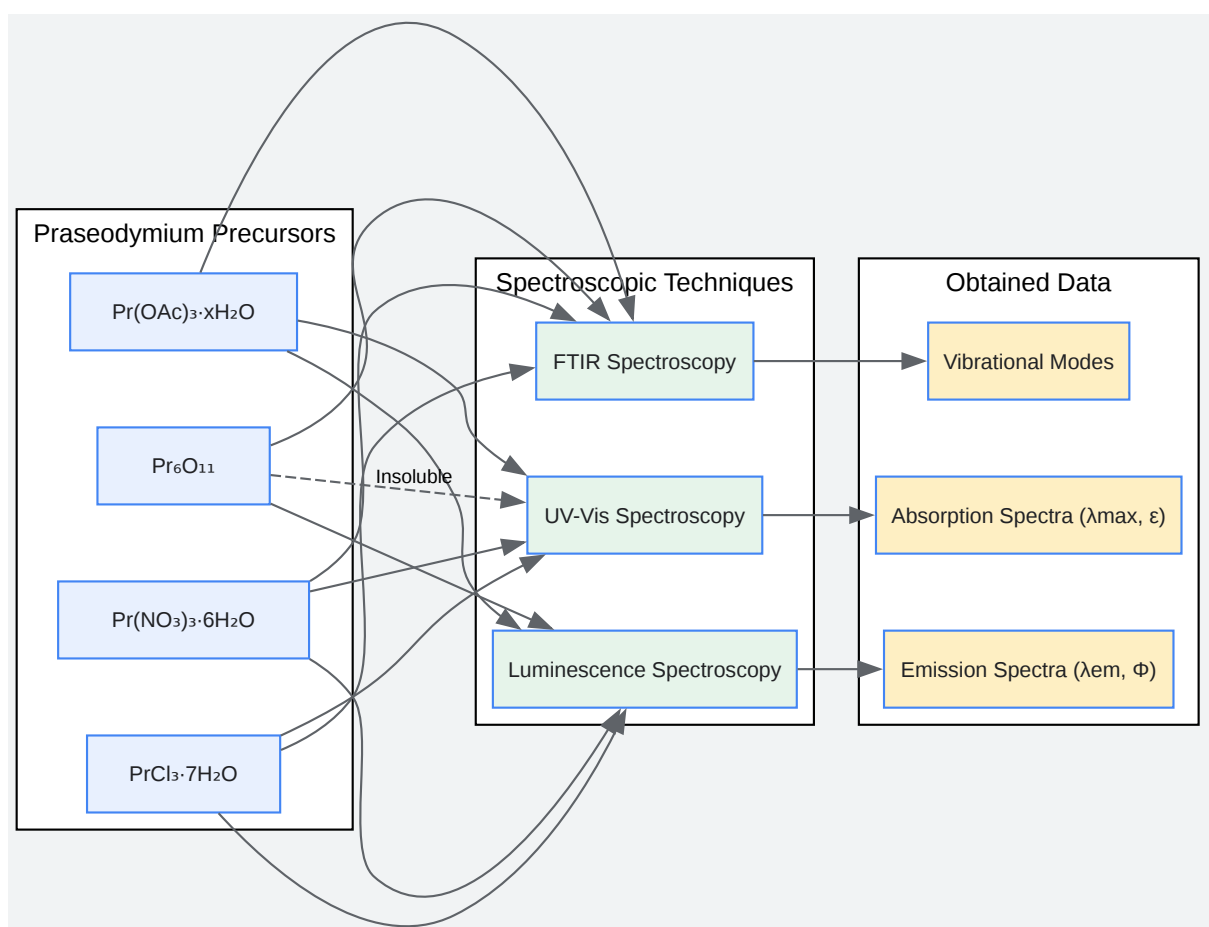 Praseodymium Precursors
Pr(OAc)₃·xH₂O
Pr₆O₁₁
Pr(NO₃)₃·6H₂O
PrCl₃·7H₂O
Insoluble
Spectroscopic Techniques
FTIR Spectroscopy
UV-Vis Spectroscopy
Luminescence Spectroscopy
Obtained Data
Vibrational Modes
Absorption Spectra (λmax, ε)
Emission Spectra (λem, Φ)